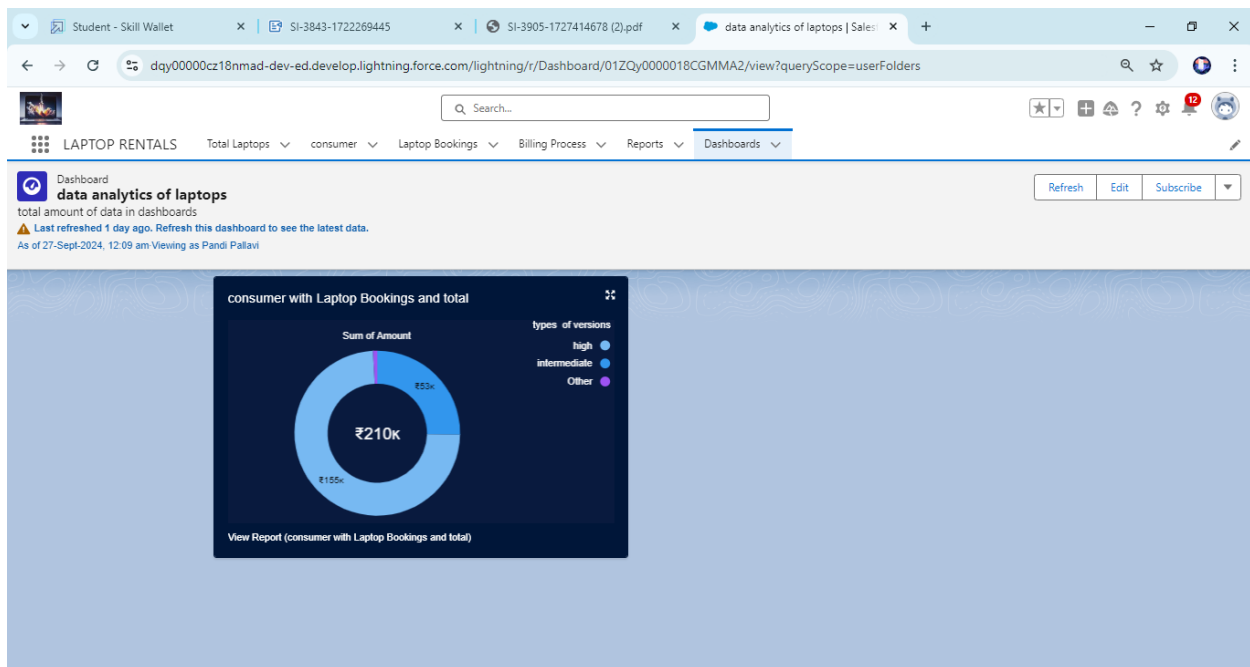 Student - Skill Wallet
SI-3843-1722269445
SI-3905-1727414678 (2).pdf
data analytics of laptops | Sales
dqy00000cz18nmad-dev-ed.develop.lightning.force.com/lightning/r/Dashboard/01ZQy0000018CGMMA2/view?queryScope=userFolders
Search...
12
LAPTOP RENTALS
Total Laptops
consumer
Laptop Bookings
Billing Process
Reports
Dashboards
Dashboard
data analytics of laptops
total amount of data in dashboards
Last refreshed 1 day ago. Refresh this dashboard to see the latest data.
As of 27-Sept-2024, 12:09 am·Viewing as Pandi Pallavi
Refresh
Edit
Subscribe
consumer with Laptop Bookings and total
Sum of Amount
types of versions
high
intermediate
Other
₹53K
₹210K
₹155K
View Report (consumer with Laptop Bookings and total)